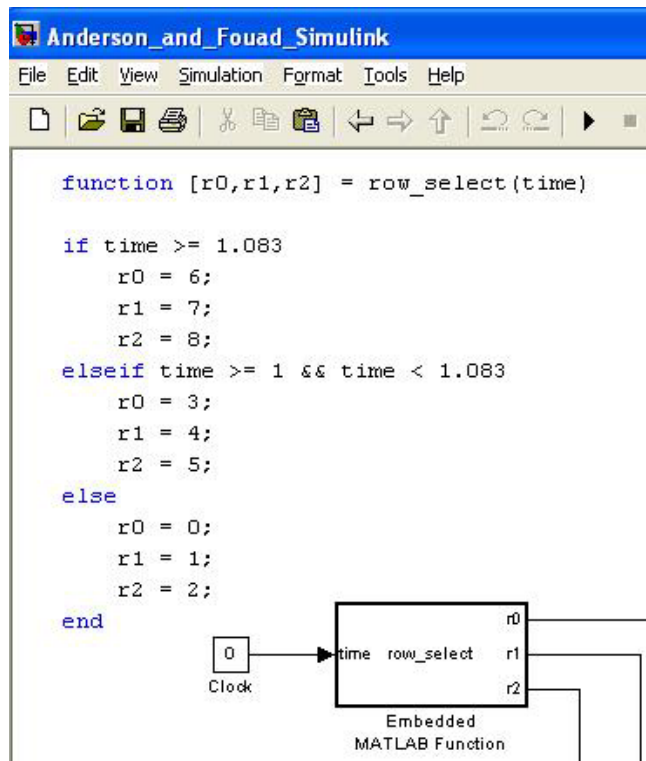 Anderson_and_Fouad_Simulink
File Edit View Simulation Format Tools Help
function [r0,r1,r2] = row_select(time)
if time >= 1.083
r0 = 6;
r1 = 7;
r2 = 8;
elseif time >= 1 && time < 1.083
r0 = 3;
r1 = 4;
r2 = 5;
else
r0 = 0;
r1 = 1;
r2 = 2;
end
0
Clock
time row_select
r0
r1
r2
Embedded
MATLAB Function